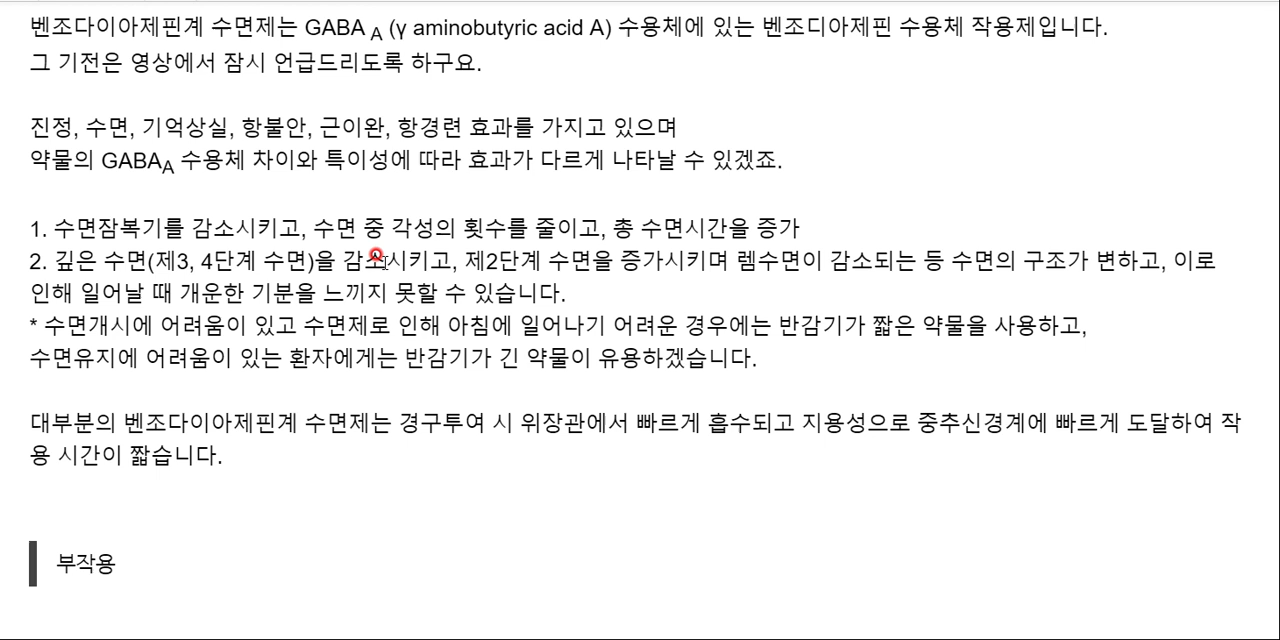 벤조다이아제핀계 수면제는 GABA A (γ aminobutyric acid A) 수용체에 있는 벤조디아제핀 수용체 작용제입니다.
그 기전은 영상에서 잠시 언급드리도록 하구요.
진정, 수면, 기억상실, 항불안, 근이완, 항경련 효과를 가지고 있으며
약물의 GABAA 수용체 차이와 특이성에 따라 효과가 다르게 나타날 수 있겠죠.
1. 수면잠복기를 감소시키고, 수면 중 각성의 횟수를 줄이고, 총 수면시간을 증가
2. 깊은 수면(제3, 4단계 수면)을 감소시키고, 제2단계 수면을 증가시키며 렘수면이 감소되는 등 수면의 구조가 변하고, 이로
인해 일어날 때 개운한 기분을 느끼지 못할 수 있습니다.
* 수면개시에 어려움이 있고 수면제로 인해 아침에 일어나기 어려운 경우에는 반감기가 짧은 약물을 사용하고,
수면유지에 어려움이 있는 환자에게는 반감기가 긴 약물이 유용하겠습니다.
대부분의 벤조다이아제핀계 수면제는 경구투여 시 위장관에서 빠르게 흡수되고 지용성으로 중추신경계에 빠르게 도달하여 작
용 시간이 짧습니다.
부작용